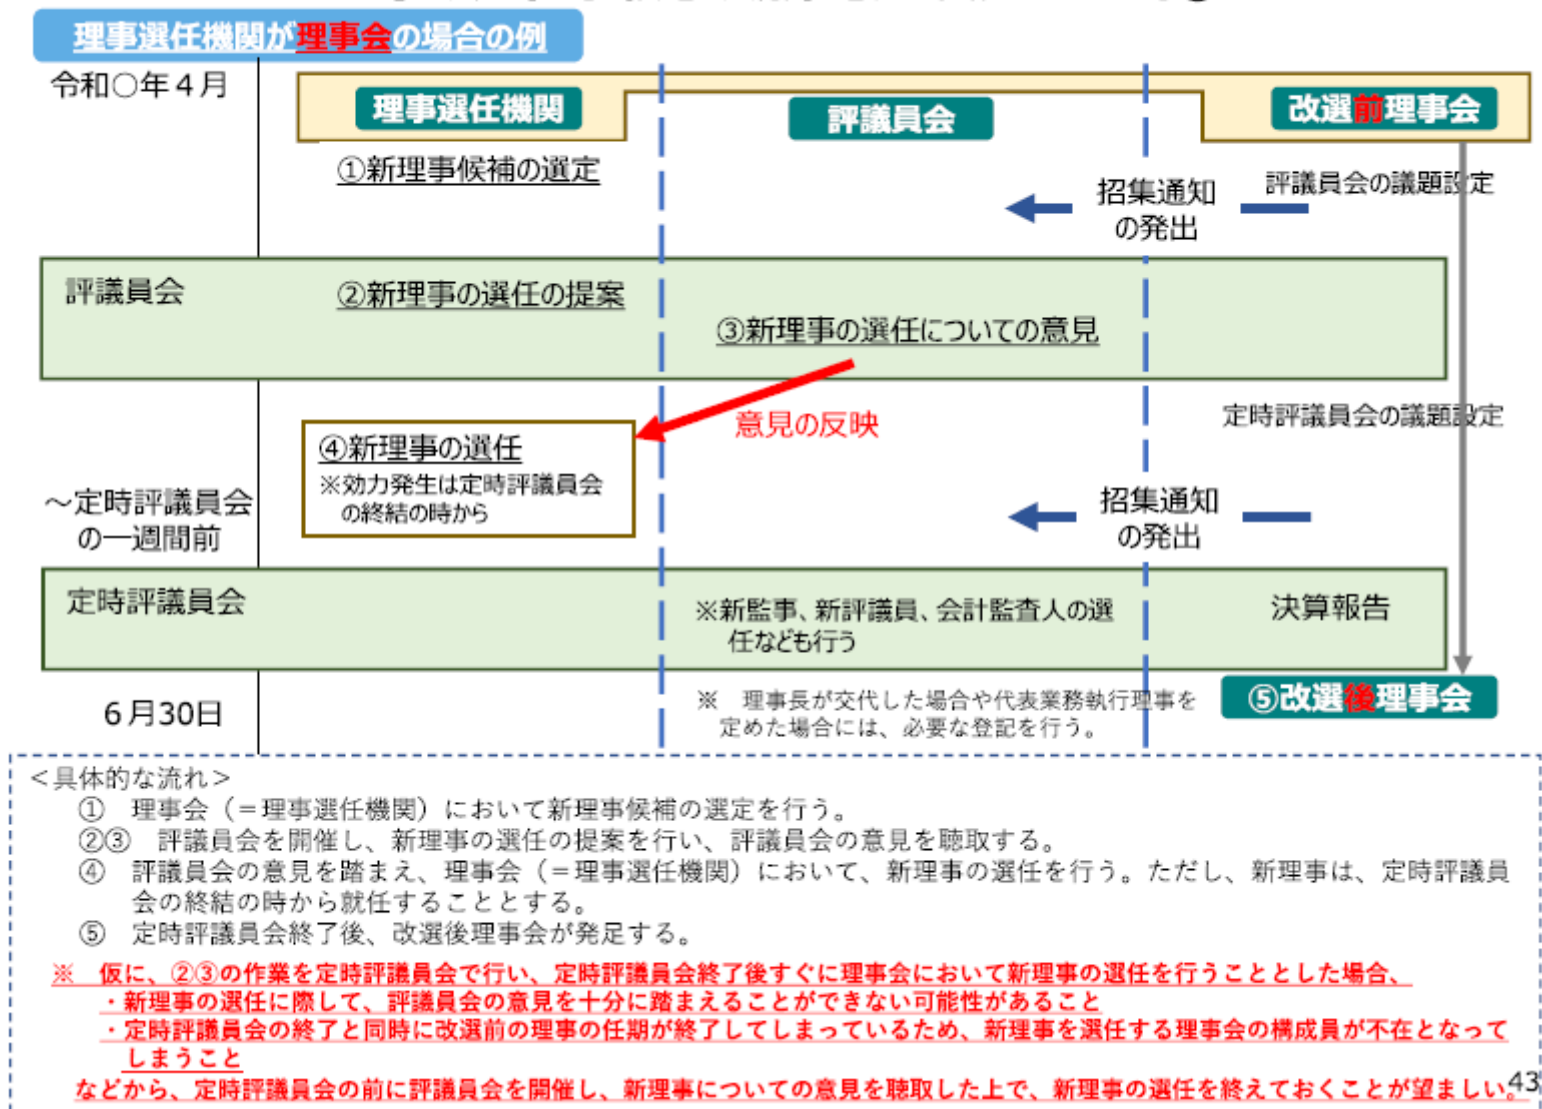 理事選任機関が理事会の場合の例
令和○年４月
理事選任機関
評議員会
改選前理事会
①新理事候補の選定
招集通知
の発出
評議員会の議題設定
評議員会
②新理事の選任の提案
③新理事の選任についての意見
意見の反映
定時評議員会の議題設定
④新理事の選任
※効力発生は定時評議員会
の終結の時から
～定時評議員会
の一週間前
招集通知
の発出
定時評議員会
※新監事、新評議員、会計監査人の選
任なども行う
決算報告
６月30日
※　理事長が交代した場合や代表業務執行理事を
定めた場合には、必要な登記を行う。
⑤改選後理事会
＜具体的な流れ＞
①　理事会（＝理事選任機関）において新理事候補の選定を行う。
②③　評議員会を開催し、新理事の選任の提案を行い、評議員会の意見を聴取する。
④　評議員会の意見を踏まえ、理事会（＝理事選任機関）において、新理事の選任を行う。ただし、新理事は、定時評議員
会の終結の時から就任することとする。
⑤　定時評議員会終了後、改選後理事会が発足する。
※　仮に、②③の作業を定時評議員会で行い、定時評議員会終了後すぐに理事会において新理事の選任を行うこととした場合、
・新理事の選任に際して、評議員会の意見を十分に踏まえることができない可能性があること
・定時評議員会の終了と同時に改選前の理事の任期が終了してしまっているため、新理事を選任する理事会の構成員が不在となって
しまうこと
などから、定時評議員会の前に評議員会を開催し、新理事についての意見を聴取した上で、新理事の選任を終えておくことが望ましい。
43